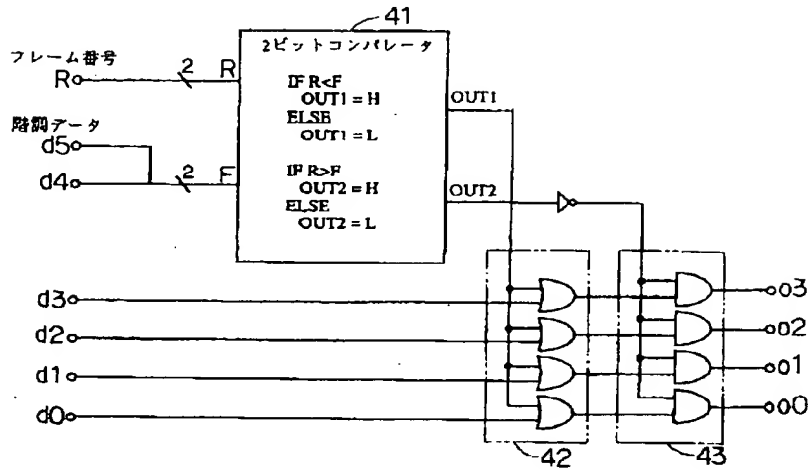 41
2ビットコンパレータ
フレーム番号
R
2
R
IF R<F
OUT1 = H
ELSE
OUT1 = L
OUT1
階調データ
d5
d4
2
F
IF R>F
OUT2 = H
ELSE
OUT2 = L
OUT2
d3
o3
d2
o2
d1
o1
d0
o0
42
43